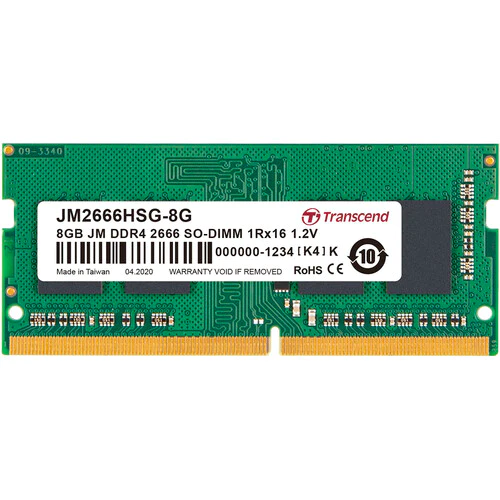 09-3340
JM2666HSG-8G
Transcend
8GB JM DDR4 2666 SO-DIMM 1Rx16 1.2V
000000-1234 [K4] K
Made in Taiwan 04.2020 WARRANTY VOID IF REMOVED RoHS CE
10